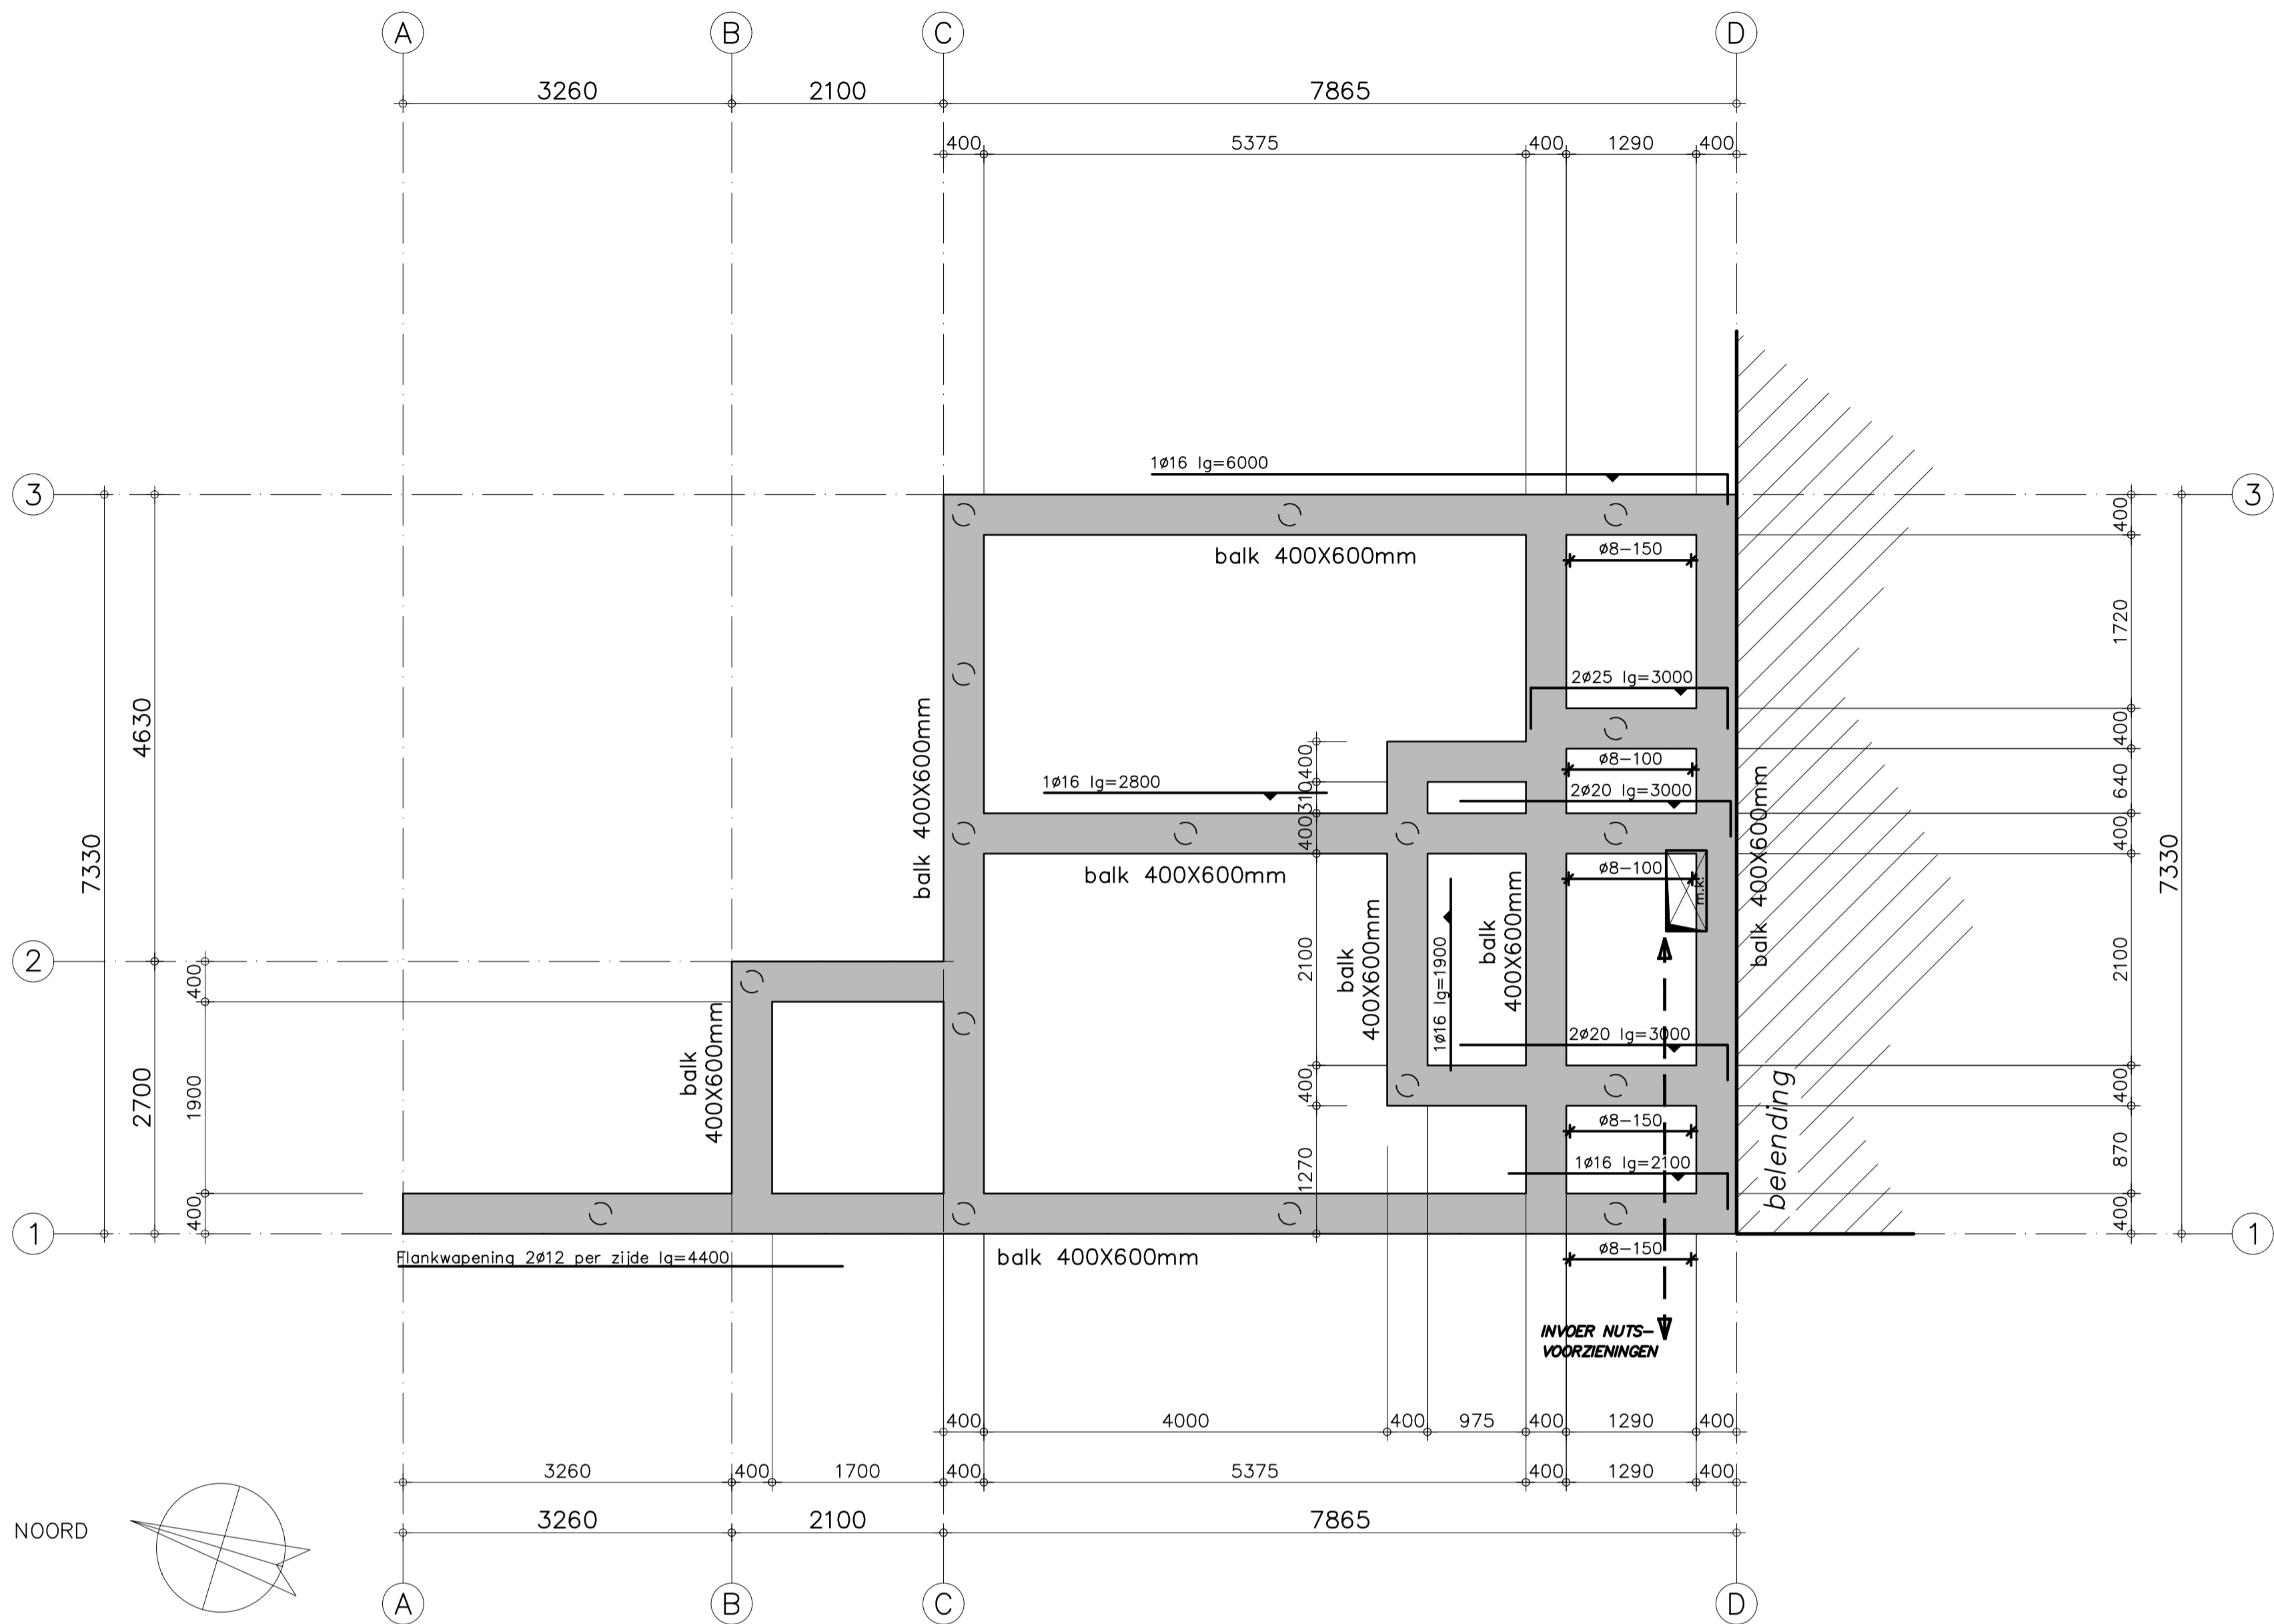 A B C D
3260 2100 7865
400 5375 400 1290 400
1ø16 lg=6000
3 3
400
balk 400X600mm
ø8-150
1720
2ø25 lg=3000
4630
400
400
ø8-100
1ø16 lg=2800
310
2ø20 lg=3000
640
balk 400X600mm
400
400
7330
balk 400X600mm
ø8-100
m.k.
balk 400X600mm
7330
balk
400X600mm
1ø16 lg=1900
balk
400X600mm
2100
2100
2 2
400
2ø20 lg=3000
balk
400X600mm
2700
1900
400
400
belending
ø8-150
1270
1ø16 lg=2100
870
400
400
1 1
Flankwapening 2ø12 per zijde lg=4400
balk 400X600mm
ø8-150
INVOER NUTS-
VOORZIENINGEN
400 4000 400 975 400 1290 400
3260 400 1700 400 5375 400 1290 400
3260 2100 7865
NOORD
A B C D